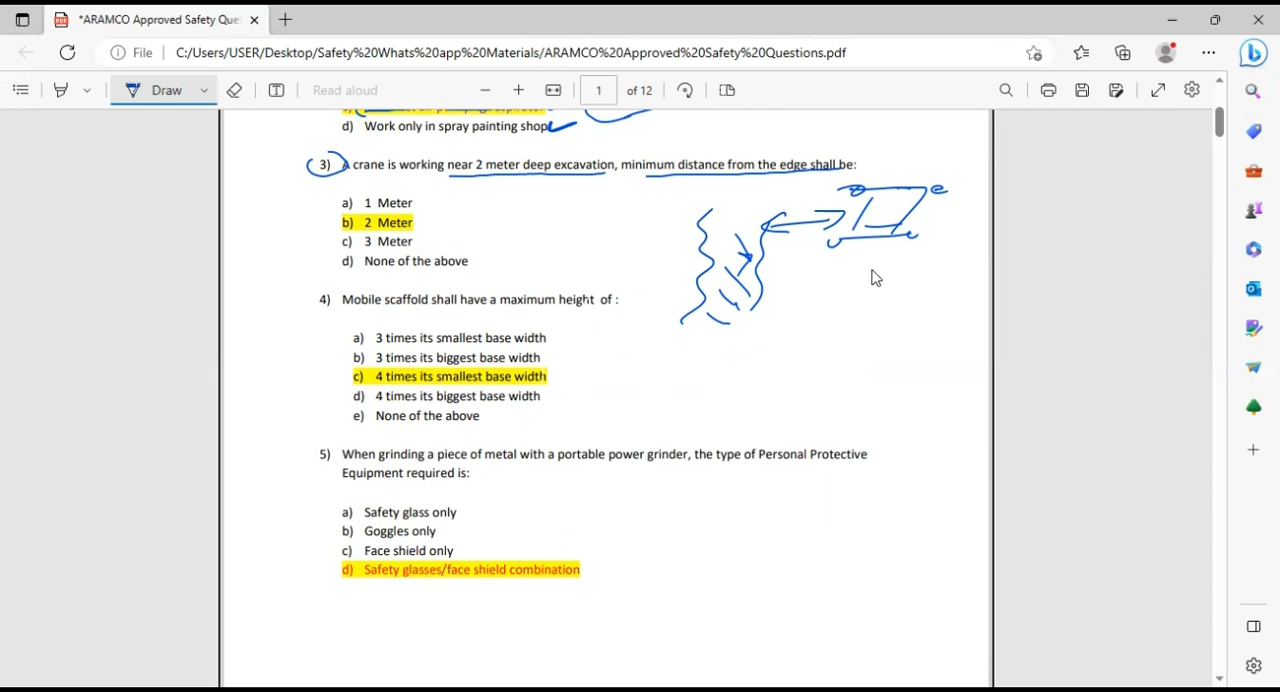 *ARAMCO Approved Safety Que
File
C:/Users/USER/Desktop/Safety%20Whats%20app%20Materials/ARAMCO%20Approved%20Safety%20Questions.pdf
Draw
Read aloud
1
of 12
d) Work only in spray painting shop
3) A crane is working near 2 meter deep excavation, minimum distance from the edge shall be:
a) 1 Meter
b) 2 Meter
c) 3 Meter
d) None of the above
4) Mobile scaffold shall have a maximum height of :
a) 3 times its smallest base width
b) 3 times its biggest base width
c) 4 times its smallest base width
d) 4 times its biggest base width
e) None of the above
5) When grinding a piece of metal with a portable power grinder, the type of Personal Protective
Equipment required is:
a) Safety glass only
b) Goggles only
c) Face shield only
d) Safety glasses/face shield combination